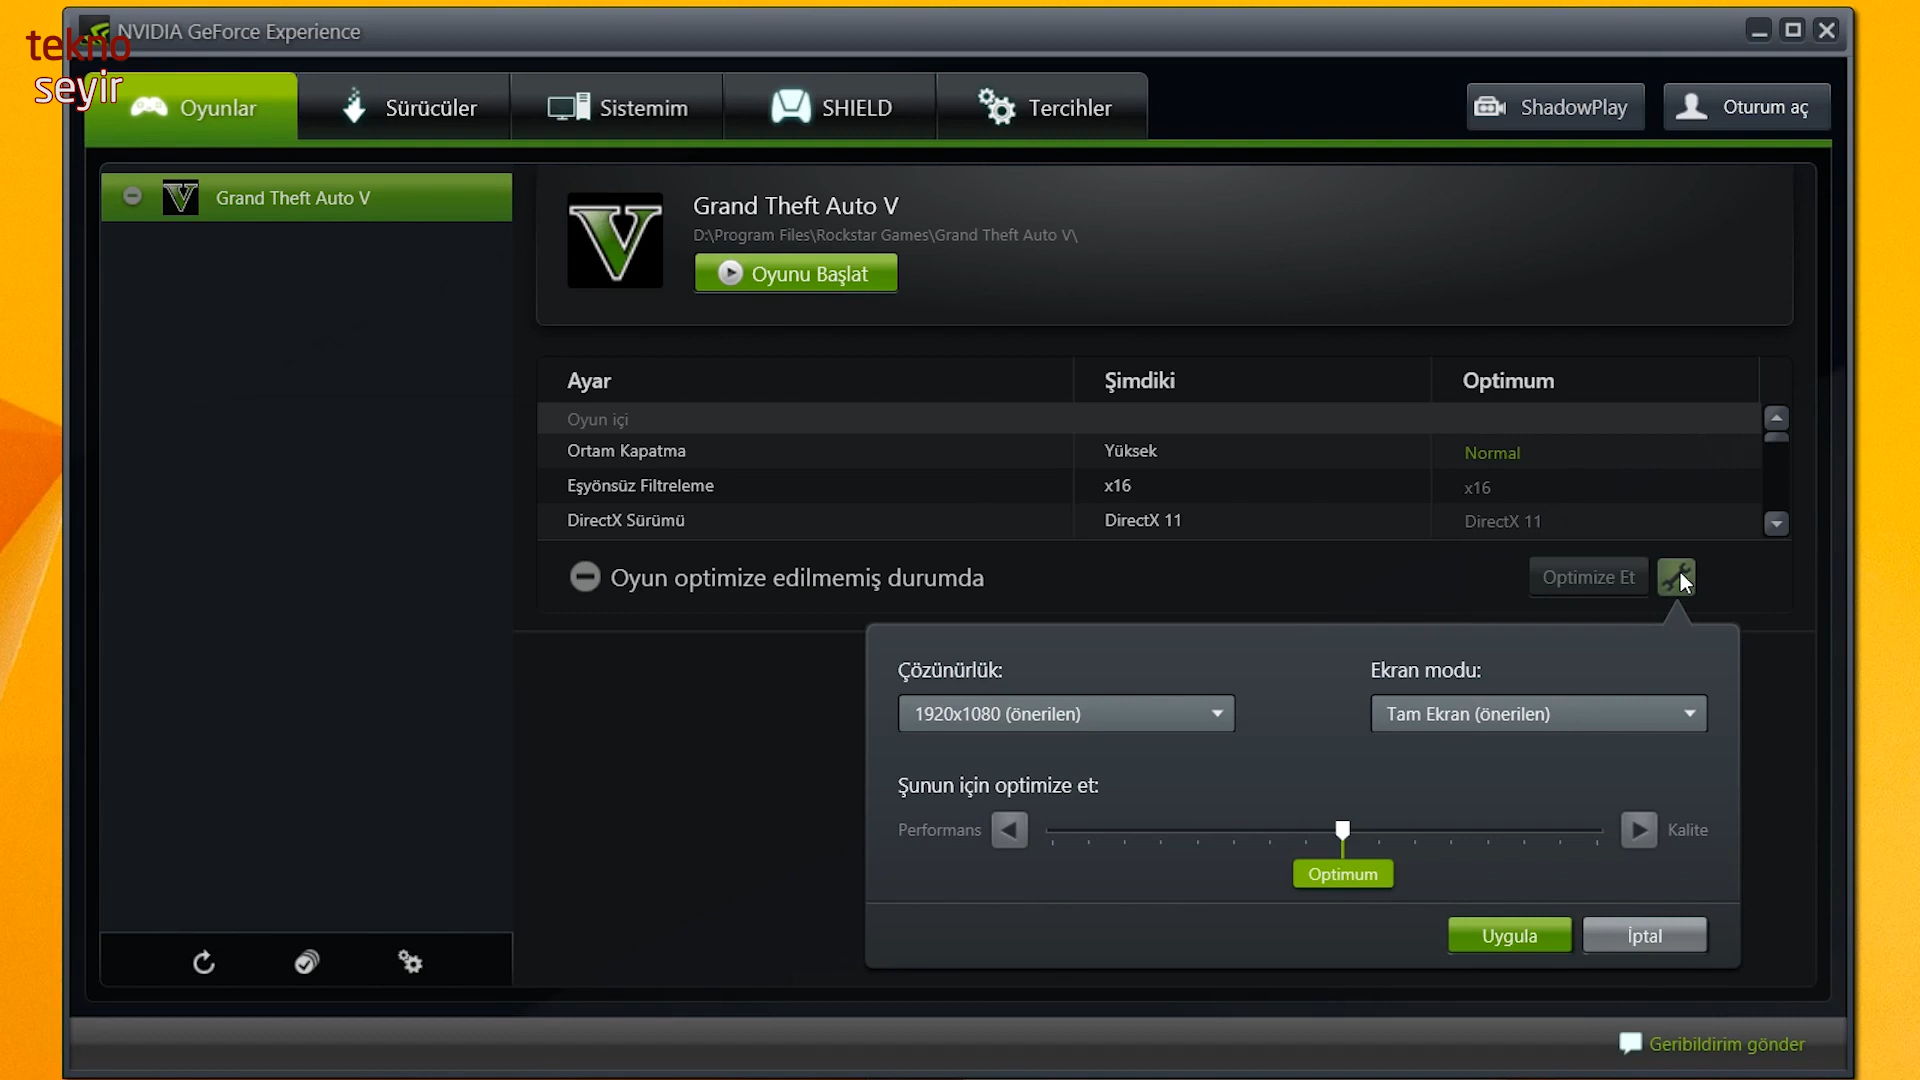 tekno
seyir
NVIDIA GeForce Experience
Oyunlar
Sürücüler
Sistemim
SHIELD
Tercihler
ShadowPlay
Oturum aç
Grand Theft Auto V
Grand Theft Auto V
D:\Program Files\Rockstar Games\Grand Theft Auto V\
Oyunu Başlat
Ayar Şimdiki Optimum
Oyun içi
Ortam Kapatma Yüksek Normal
Eşyönsüz Filtreleme x16 x16
DirectX Sürümü DirectX 11 DirectX 11
Oyun optimize edilmemiş durumda
Optimize Et
Çözünürlük: Ekran modu:
1920x1080 (önerilen) Tam Ekran (önerilen)
Şunun için optimize et:
Performans Kalite
Optimum
Uygula İptal
Geribildirim gönder